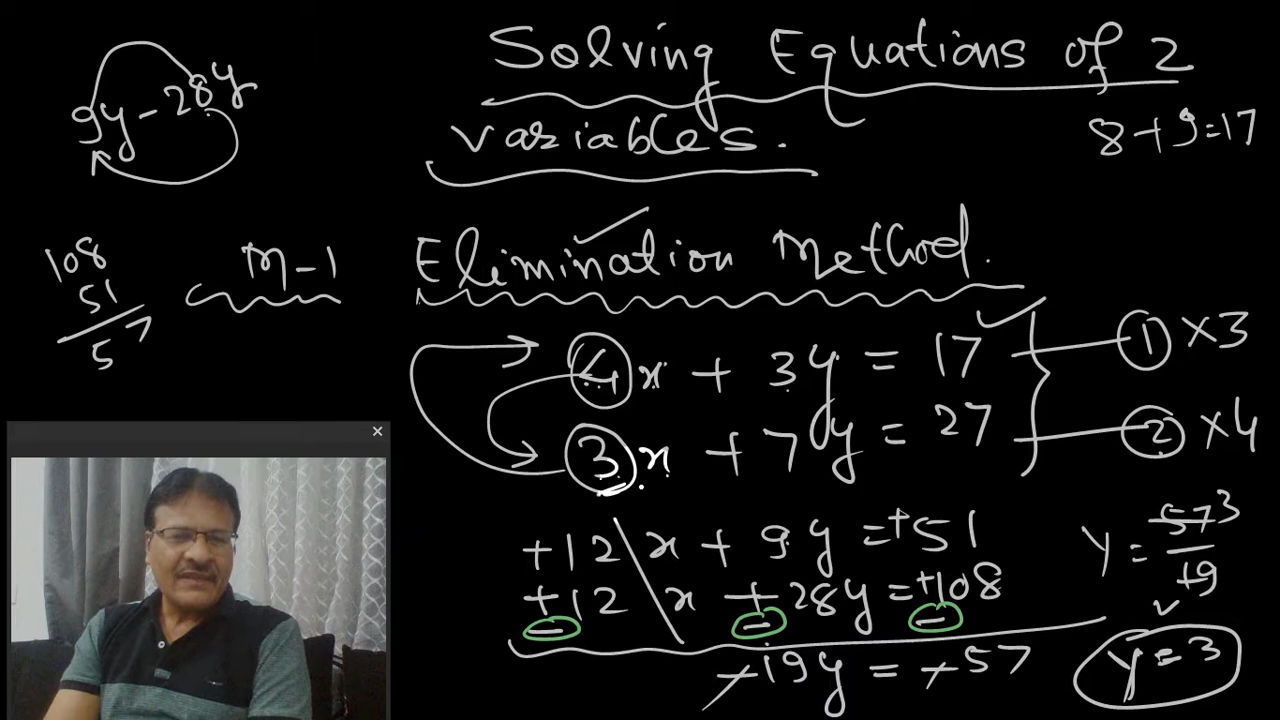 Solving Equations of 2
variables.
9y - 28y
8+9=17
108
51
57
M-1
Elimination Method.
4x + 3y = 17 ① ×3
3x + 7y = 27 ② ×4
+12x + 9y = +51
+12x + 28y = +108
- - -
-19y = -57
y = 57 3
19
y = 3